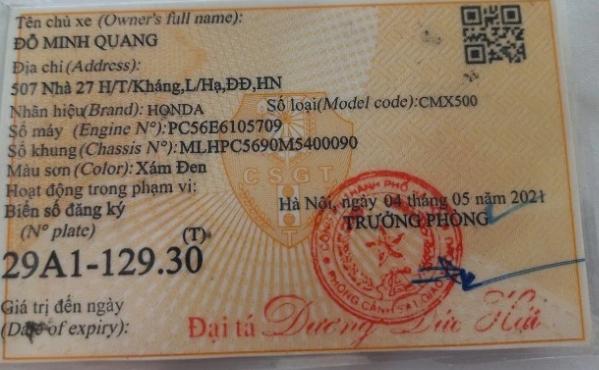 Tên chủ xe (Owner's full name):
ĐỖ MINH QUANG
Địa chỉ (Address):
507 Nhà 27 H/T/Kháng,L/Hạ,ĐĐ,HN
Nhãn hiệu(Brand): HONDA Số loại(Model code):CMX500
Số máy (Engine N°):PC56E6105709
Số khung(Chassis N°):MLHPC5690M5400090
Màu sơn (Color): Xám Đen
Hoạt động trong phạm vi:
CSGT
Biển số đăng ký Hà Nội, ngày 04 tháng 05 năm 2021
(N° plate) TRƯỞNG PHÒNG
(T)
29A1-129.30
Giá trị đến ngày
(Date of expiry): Đại tá Dương Đức Hải